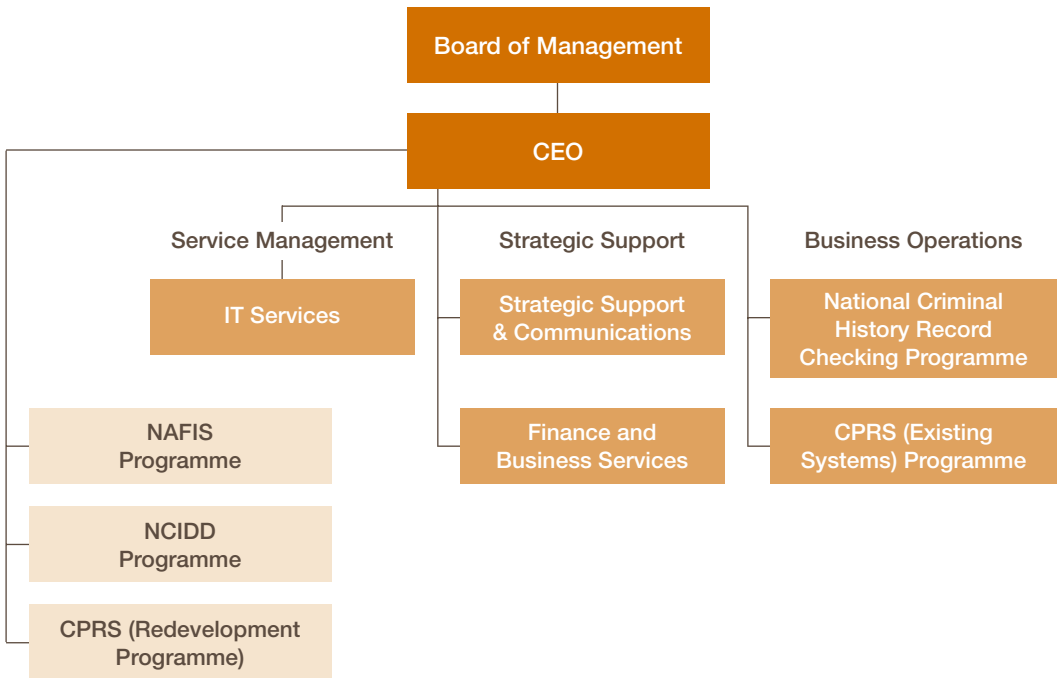 Board of Management
CEO
Service Management
Strategic Support
Business Operations
IT Services
Strategic Support
& Communications
National Criminal
History Record
Checking Programme
NAFIS
Programme
Finance and
Business Services
CPRS (Existing
Systems) Programme
NCIDD
Programme
CPRS (Redevelopment
Programme)